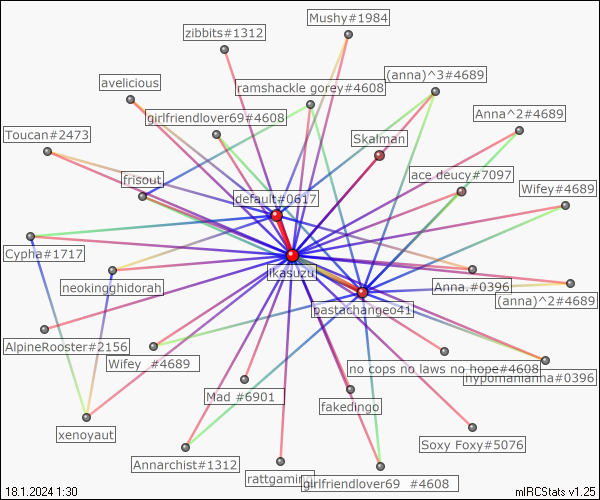 Mushy#1984
zibbits#1312
(anna)^3#4689
avelicious
ramshackle gorey#4608
Anna^2#4689
girlfriendlover69#4608
Toucan#2473
Skalman
ace deucy#7097
frisout
Wifey#4689
default#0617
Cypha#1717
ikasuzu
neokingghidorah
Anna.#0396
(anna)^2#4689
pastachangeo41
AlpineRooster#2156
Wifey_#4689
no cops no laws no hope#4608
hypomanianna#0396
Mad_#6901
fakedingo
xenoyaut
Soxy Foxy#5076
Annarchist#1312
girlfriendlover69_#4608
18.1.2024 1:30
mIRCStats v1.25